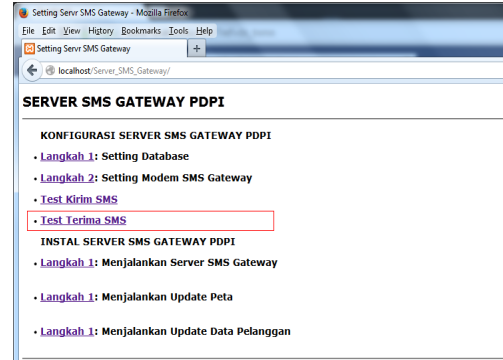 Setting Servr SMS Gateway - Mozilla Firefox
File Edit View History Bookmarks Tools Help
Setting Servr SMS Gateway +
localhost/Server_SMS_Gateway/
SERVER SMS GATEWAY PDPI
KONFIGURASI SERVER SMS GATEWAY PDPI
• Langkah 1: Setting Database
• Langkah 2: Setting Modem SMS Gateway
• Test Kirim SMS
• Test Terima SMS
INSTAL SERVER SMS GATEWAY PDPI
• Langkah 1: Menjalankan Server SMS Gateway
• Langkah 1: Menjalankan Update Peta
• Langkah 1: Menjalankan Update Data Pelanggan